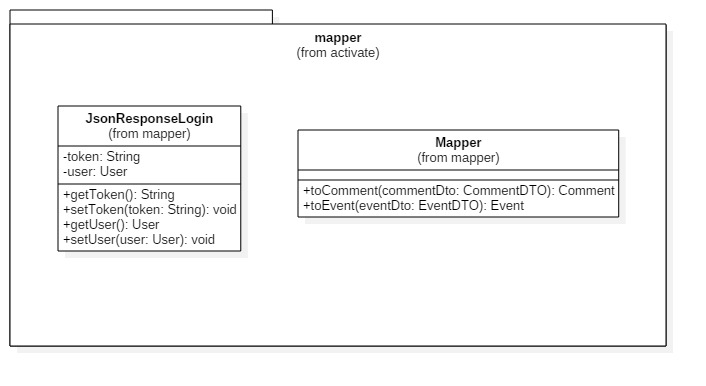 mapper
(from activate)
JsonResponseLogin
(from mapper)
-token: String
-user: User
+getToken(): String
+setToken(token: String): void
+getUser(): User
+setUser(user: User): void
Mapper
(from mapper)
+toComment(commentDto: CommentDTO): Comment
+toEvent(eventDto: EventDTO): Event